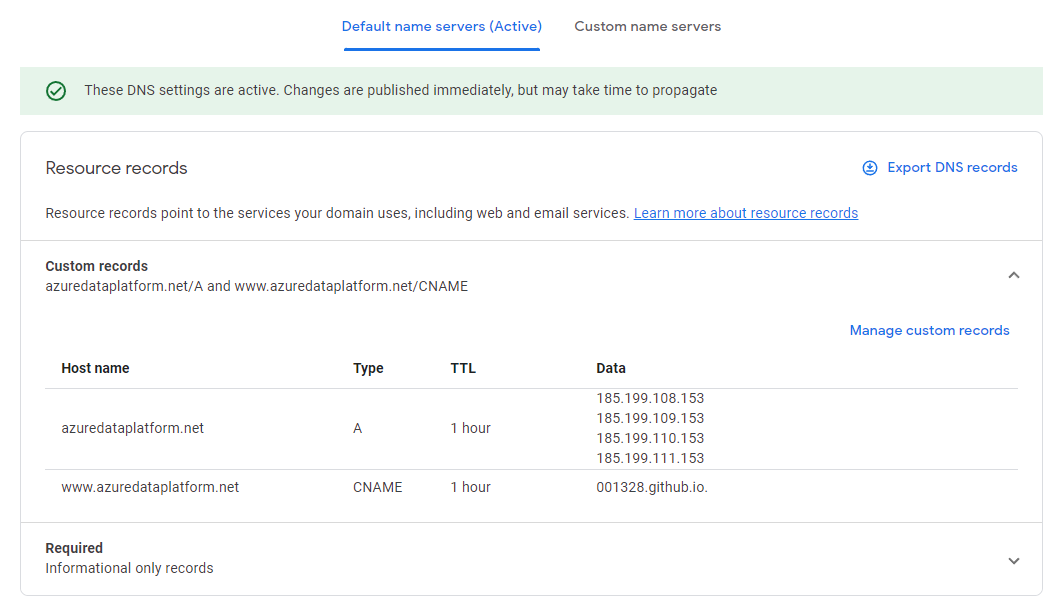 Default name servers (Active) Custom name servers
These DNS settings are active. Changes are published immediately, but may take time to propagate
Resource records
Export DNS records
Resource records point to the services your domain uses, including web and email services. Learn more about resource records
Custom records
azuredataplatform.net/A and www.azuredataplatform.net/CNAME
Manage custom records
Host name Type TTL Data
azuredataplatform.net A 1 hour
185.199.108.153
185.199.109.153
185.199.110.153
185.199.111.153
www.azuredataplatform.net CNAME 1 hour 001328.github.io.
Required
Informational only records